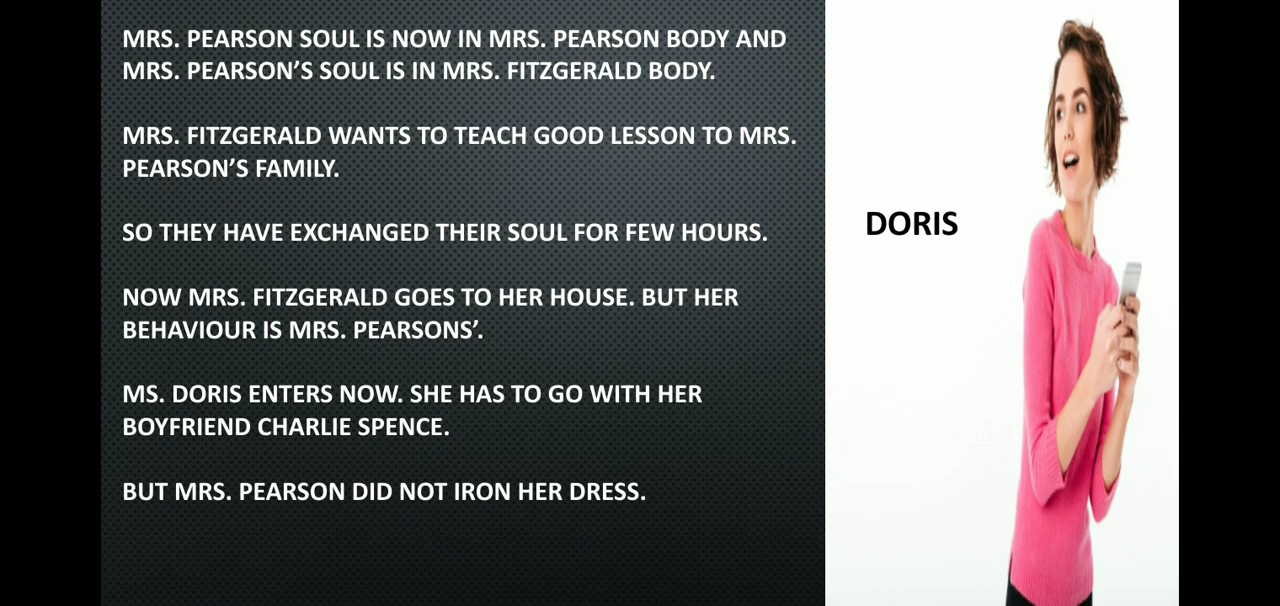 MRS. PEARSON SOUL IS NOW IN MRS. PEARSON BODY AND
MRS. PEARSON’S SOUL IS IN MRS. FITZGERALD BODY.
MRS. FITZGERALD WANTS TO TEACH GOOD LESSON TO MRS.
PEARSON’S FAMILY.
SO THEY HAVE EXCHANGED THEIR SOUL FOR FEW HOURS.
NOW MRS. FITZGERALD GOES TO HER HOUSE. BUT HER
BEHAVIOUR IS MRS. PEARSONS’.
MS. DORIS ENTERS NOW. SHE HAS TO GO WITH HER
BOYFRIEND CHARLIE SPENCE.
BUT MRS. PEARSON DID NOT IRON HER DRESS.
DORIS